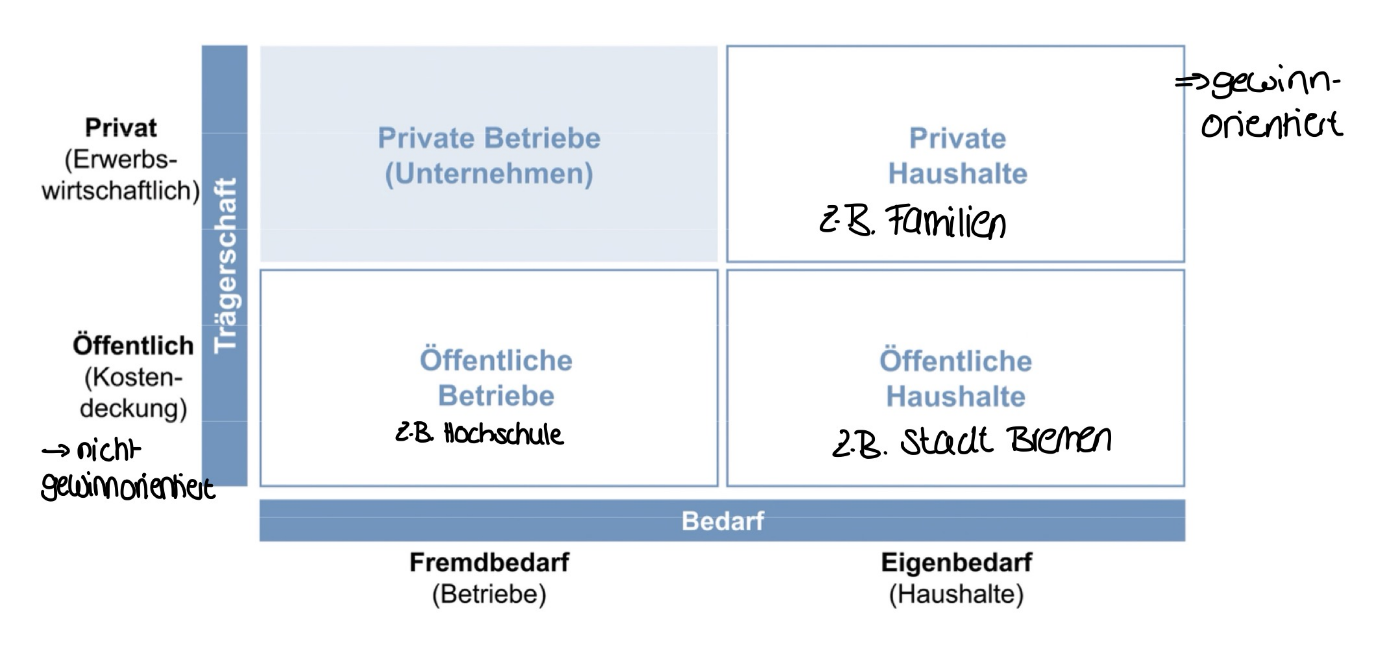 Privat
(Erwerbs-
wirtschaftlich)
Trägerschaft
Private Betriebe
(Unternehmen)
Private
Haushalte
z.B. Familien
⇒ gewinn-
orientiert
Öffentlich
(Kosten-
deckung)
→ nicht
gewinnorientiert
Öffentliche
Betriebe
z.B. Hochschule
Öffentliche
Haushalte
z.B. Stadt Bremen
Bedarf
Fremdbedarf
(Betriebe)
Eigenbedarf
(Haushalte)